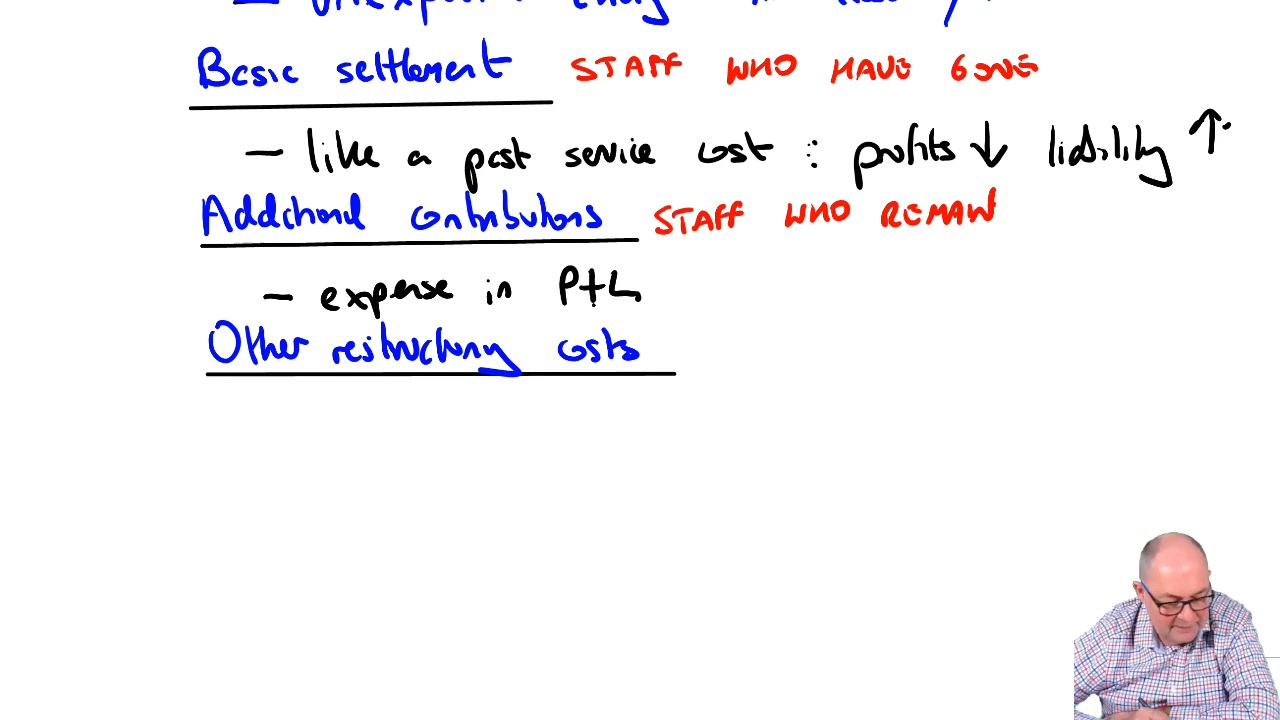 Basic settlement STAFF WHO HAVE GONE
- like a past service cost : profits ↓ liability ↑
Additional contributions STAFF WHO REMAIN
- expense in P+L
Other restructuring costs